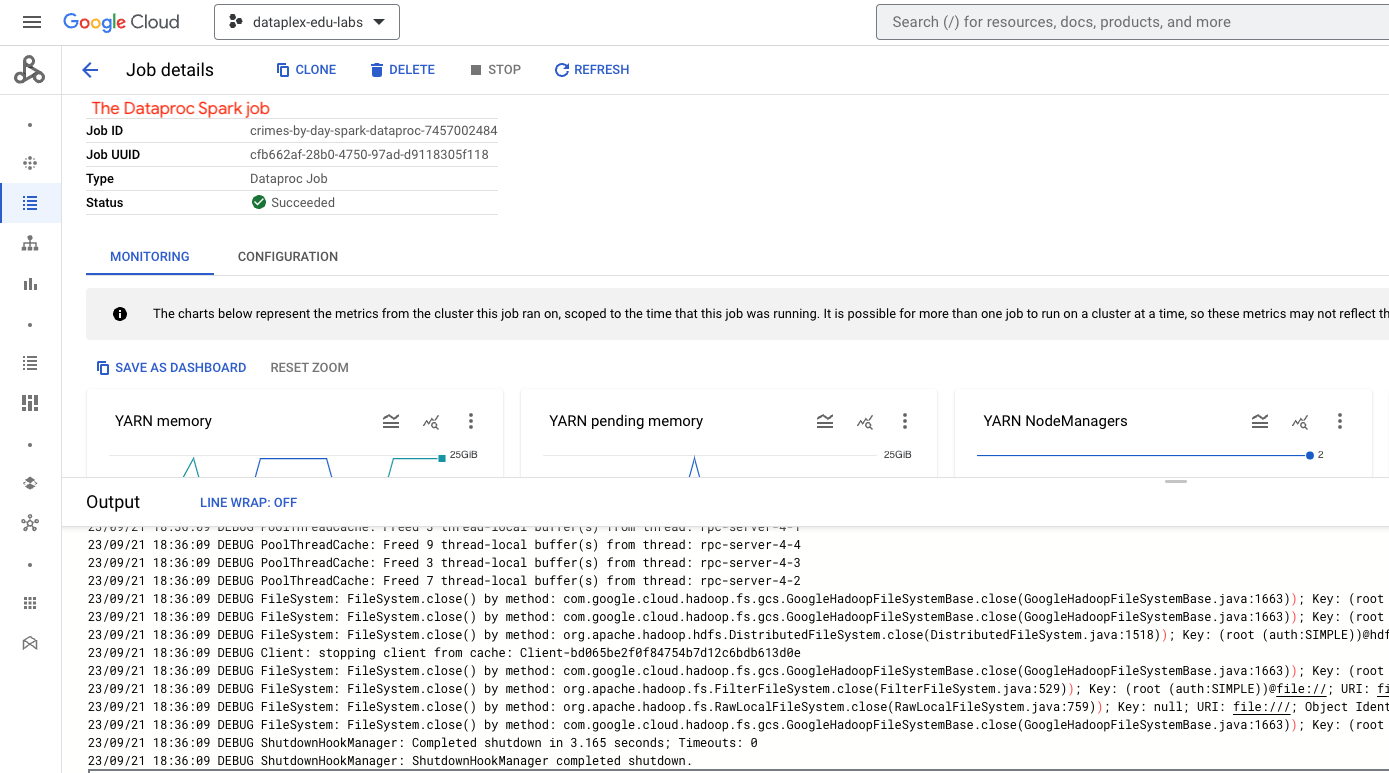 Google Cloud
dataplex-edu-labs
Search (/) for resources, docs, products, and more
Job details
CLONE
DELETE
STOP
REFRESH
The Dataproc Spark job
Job ID crimes-by-day-spark-dataproc-7457002484
Job UUID cfb662af-28b0-4750-97ad-d9118305f118
Type Dataproc Job
Status Succeeded
MONITORING
CONFIGURATION
The charts below represent the metrics from the cluster this job ran on, scoped to the time that this job was running. It is possible for more than one job to run on a cluster at a time, so these metrics may not reflect th
SAVE AS DASHBOARD
RESET ZOOM
YARN memory
25GiB
YARN pending memory
25GiB
YARN NodeManagers
2
Output
LINE WRAP: OFF
23/09/21 18:36:09 DEBUG PoolThreadCache: Freed 3 thread-local buffer(s) from thread: rpc-server-4-1
23/09/21 18:36:09 DEBUG PoolThreadCache: Freed 9 thread-local buffer(s) from thread: rpc-server-4-4
23/09/21 18:36:09 DEBUG PoolThreadCache: Freed 3 thread-local buffer(s) from thread: rpc-server-4-3
23/09/21 18:36:09 DEBUG PoolThreadCache: Freed 7 thread-local buffer(s) from thread: rpc-server-4-2
23/09/21 18:36:09 DEBUG FileSystem: FileSystem.close() by method: com.google.cloud.hadoop.fs.gcs.GoogleHadoopFileSystemBase.close(GoogleHadoopFileSystemBase.java:1663)); Key: (root
23/09/21 18:36:09 DEBUG FileSystem: FileSystem.close() by method: com.google.cloud.hadoop.fs.gcs.GoogleHadoopFileSystemBase.close(GoogleHadoopFileSystemBase.java:1663)); Key: (root
23/09/21 18:36:09 DEBUG FileSystem: FileSystem.close() by method: org.apache.hadoop.hdfs.DistributedFileSystem.close(DistributedFileSystem.java:1518)); Key: (root (auth:SIMPLE))@hdf
23/09/21 18:36:09 DEBUG Client: stopping client from cache: Client-bd065be2f0f84754b7d12c6bdb613d0e
23/09/21 18:36:09 DEBUG FileSystem: FileSystem.close() by method: com.google.cloud.hadoop.fs.gcs.GoogleHadoopFileSystemBase.close(GoogleHadoopFileSystemBase.java:1663)); Key: (root
23/09/21 18:36:09 DEBUG FileSystem: FileSystem.close() by method: org.apache.hadoop.fs.FilterFileSystem.close(FilterFileSystem.java:529)); Key: (root (auth:SIMPLE))@file://; URI: fi
23/09/21 18:36:09 DEBUG FileSystem: FileSystem.close() by method: org.apache.hadoop.fs.RawLocalFileSystem.close(RawLocalFileSystem.java:759)); Key: null; URI: file:///; Object Ident
23/09/21 18:36:09 DEBUG FileSystem: FileSystem.close() by method: com.google.cloud.hadoop.fs.gcs.GoogleHadoopFileSystemBase.close(GoogleHadoopFileSystemBase.java:1663)); Key: (root
23/09/21 18:36:09 DEBUG ShutdownHookManager: Completed shutdown in 3.165 seconds; Timeouts: 0
23/09/21 18:36:09 DEBUG ShutdownHookManager: ShutdownHookManager completed shutdown.